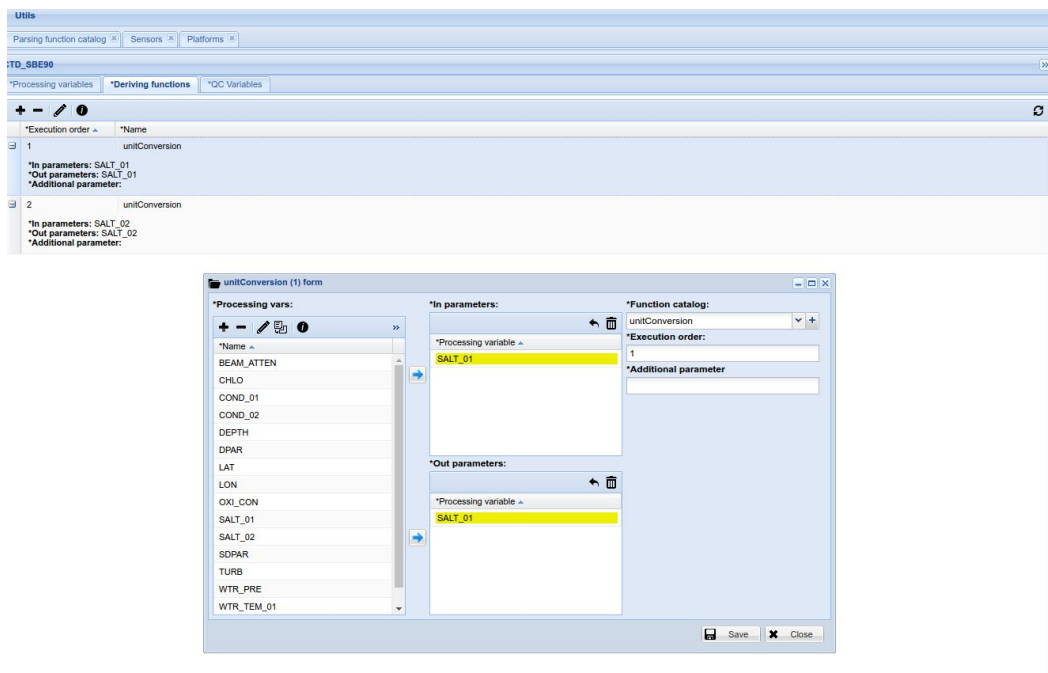 Utils
Parsing function catalog Sensors Platforms
CTD_SBE90
*Processing variables *Deriving functions *QC Variables
*Execution order *Name
1 unitConversion
*In parameters: SALT_01
*Out parameters: SALT_01
*Additional parameter:
2 unitConversion
*In parameters: SALT_02
*Out parameters: SALT_02
*Additional parameter:
unitConversion (1) form
*Processing vars:
*Name
BEAM_ATTEN
CHLO
COND_01
COND_02
DEPTH
DPAR
LAT
LON
OXI_CON
SALT_01
SALT_02
SDPAR
TURB
WTR_PRE
WTR_TEM_01
*In parameters:
*Processing variable
SALT_01
*Out parameters:
*Processing variable
SALT_01
*Function catalog:
unitConversion
*Execution order:
1
*Additional parameter
Save Close